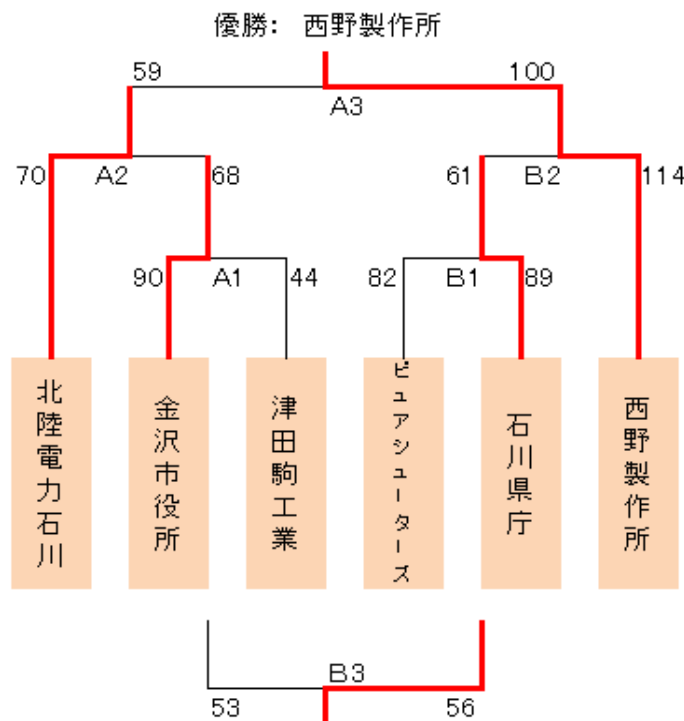 優勝: 西野製作所
59
100
A3
70
A2
68
61
B2
114
90
A1
44
82
B1
89
北陸電力石川
金沢市役所
津田駒工業
ピュアシューターズ
石川県庁
西野製作所
B3
53
56